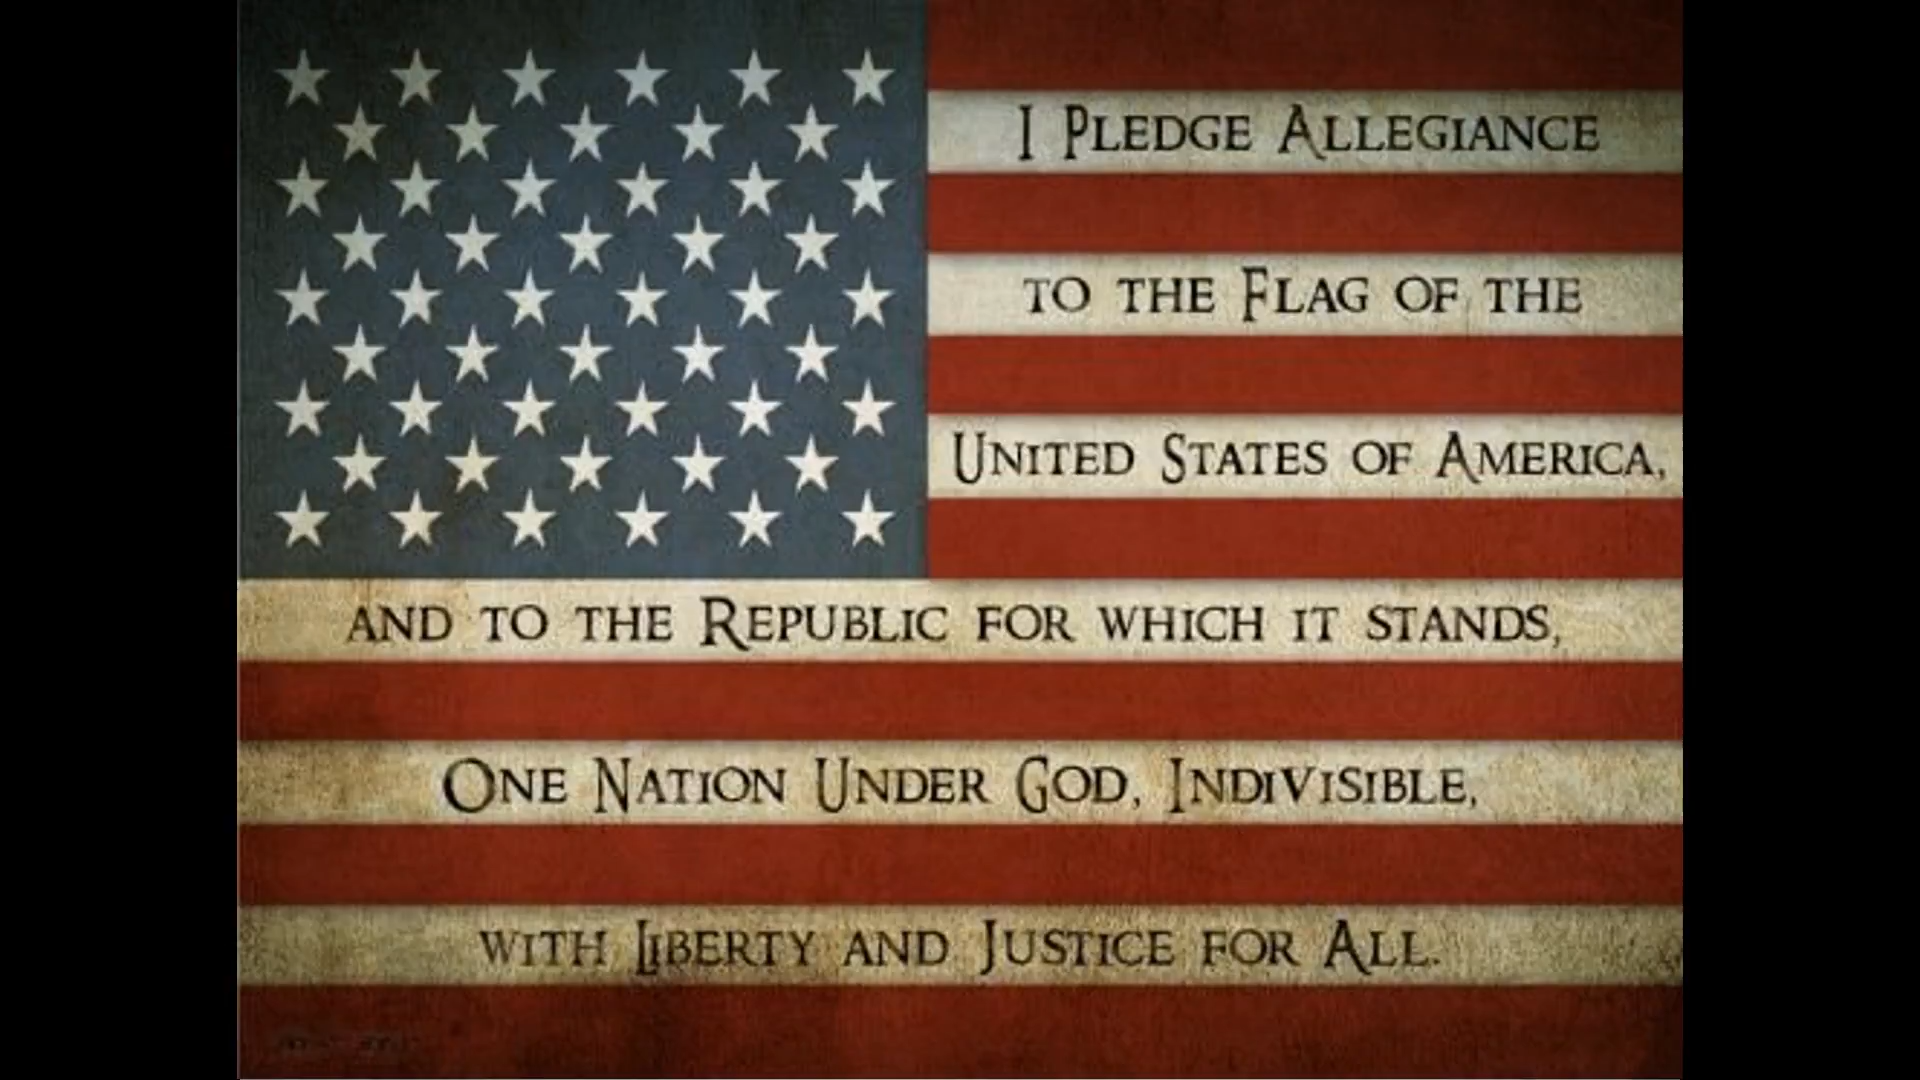 I Pledge Allegiance
to the Flag of the
United States of America,
and to the Republic for which it stands,
One Nation Under God, Indivisible,
with Liberty and Justice for All.